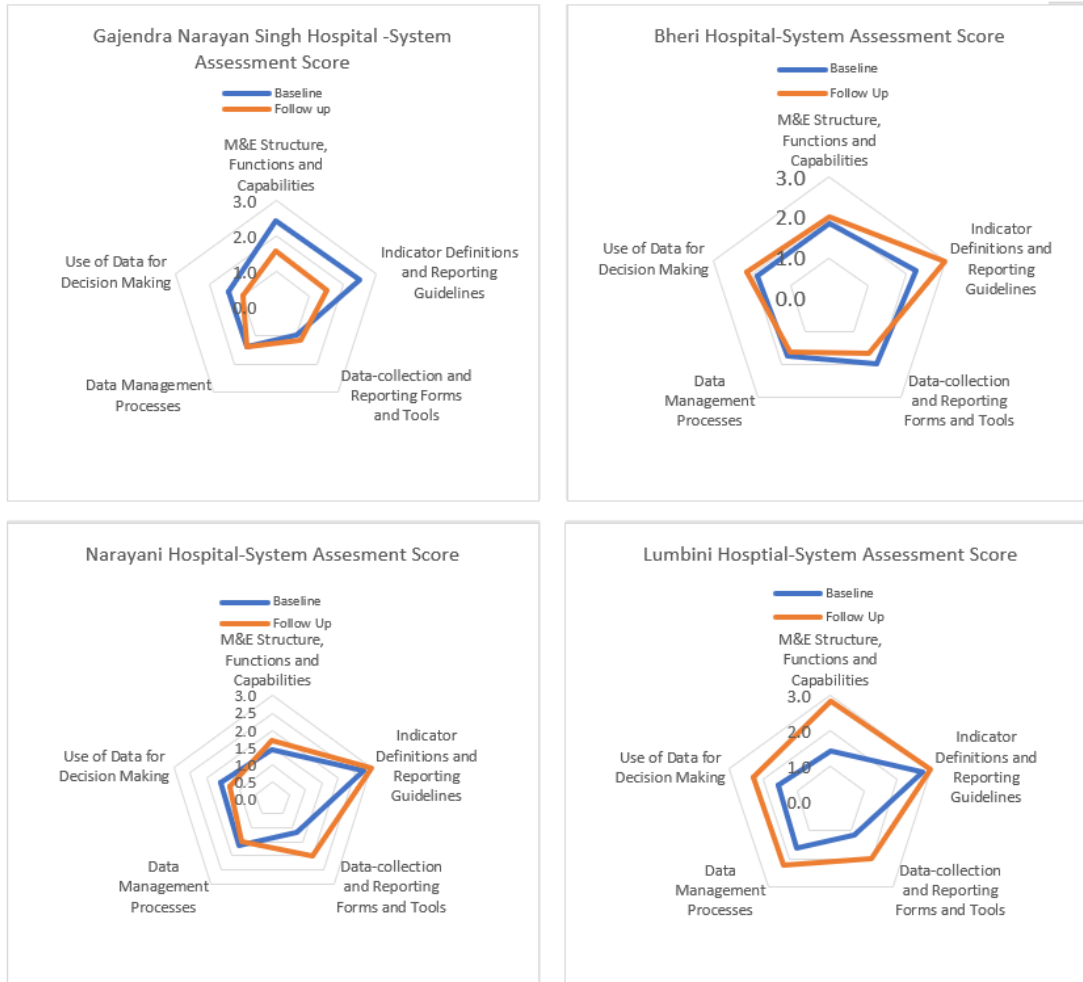 Gajendra Narayan Singh Hospital -System
Assessment Score
Baseline
Follow up
M&E Structure,
Functions and
Capabilities
3.0
2.0
1.0
0.0
Indicator Definitions
and Reporting
Guidelines
Data-collection and
Reporting Forms
and Tools
Data Management
Processes
Use of Data for
Decision Making
Bheri Hospital-System Assessment Score
Baseline
Follow Up
M&E Structure,
Functions and
Capabilities
3.0
2.0
1.0
0.0
Indicator
Definitions and
Reporting
Guidelines
Data-collection
and Reporting
Forms and Tools
Data
Management
Processes
Use of Data for
Decision Making
Narayani Hospital-System Assesment Score
Baseline
Follow Up
M&E Structure,
Functions and
Capabilities
3.0
2.5
2.0
1.5
1.0
0.5
0.0
Indicator
Definitions and
Reporting
Guidelines
Data-collection
and Reporting
Forms and Tools
Data
Management
Processes
Use of Data for
Decision Making
Lumbini Hosptial-System Assessment Score
Baseline
Follow Up
M&E Structure,
Functions and
Capabilities
3.0
2.0
1.0
0.0
Indicator
Definitions and
Reporting
Guidelines
Data-collection
and Reporting
Forms and Tools
Data
Management
Processes
Use of Data for
Decision Making